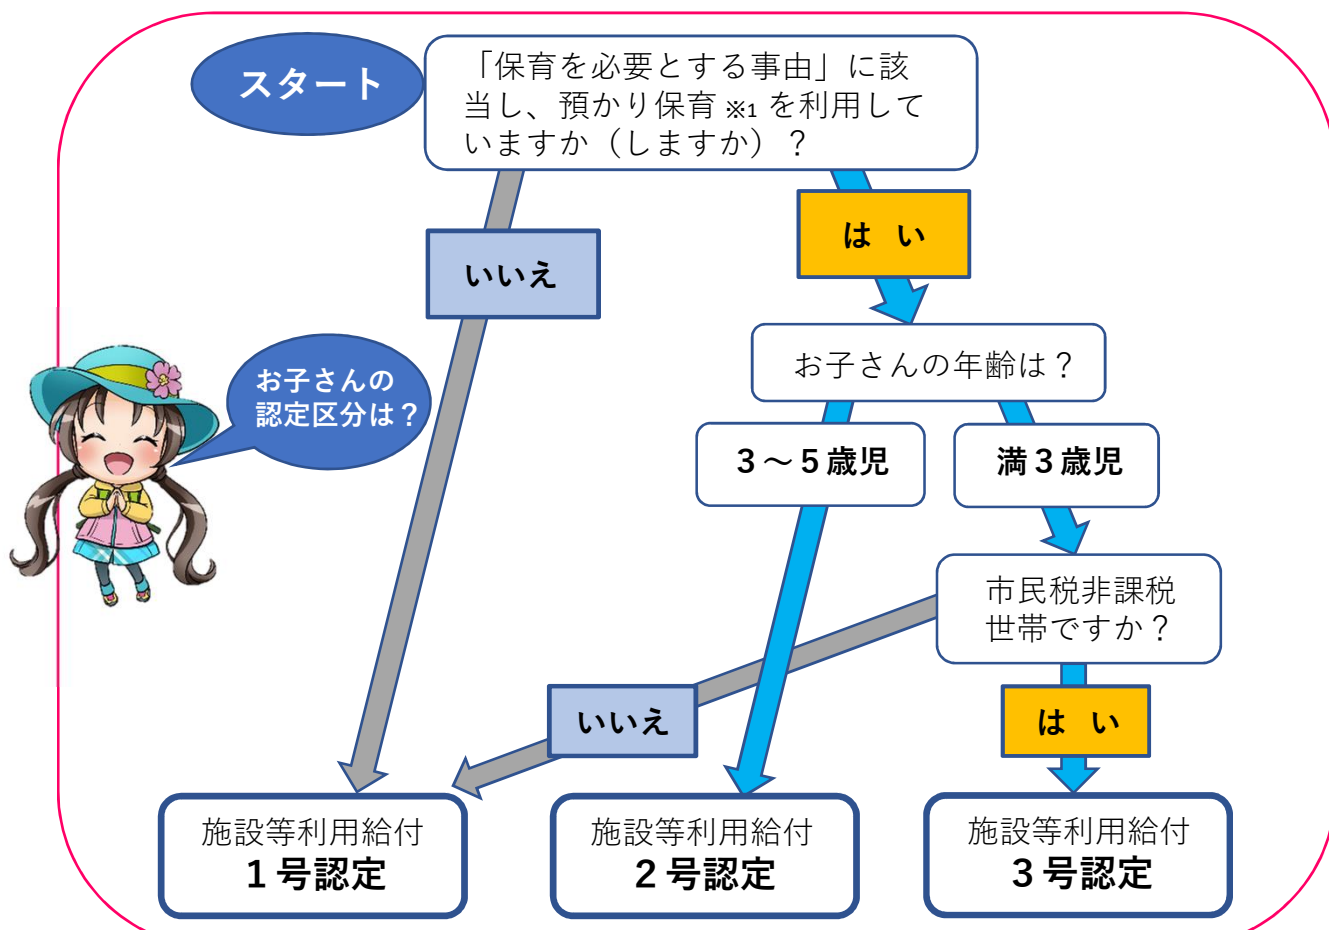 スタート
「保育を必要とする事由」に該
当し、預かり保育 ※1 を利用して
いますか（しますか）？
は い
いいえ
お子さんの年齢は？
お子さんの
認定区分は？
３～５歳児
満３歳児
市民税非課税
世帯ですか？
いいえ
は い
施設等利用給付
１号認定
施設等利用給付
２号認定
施設等利用給付
３号認定